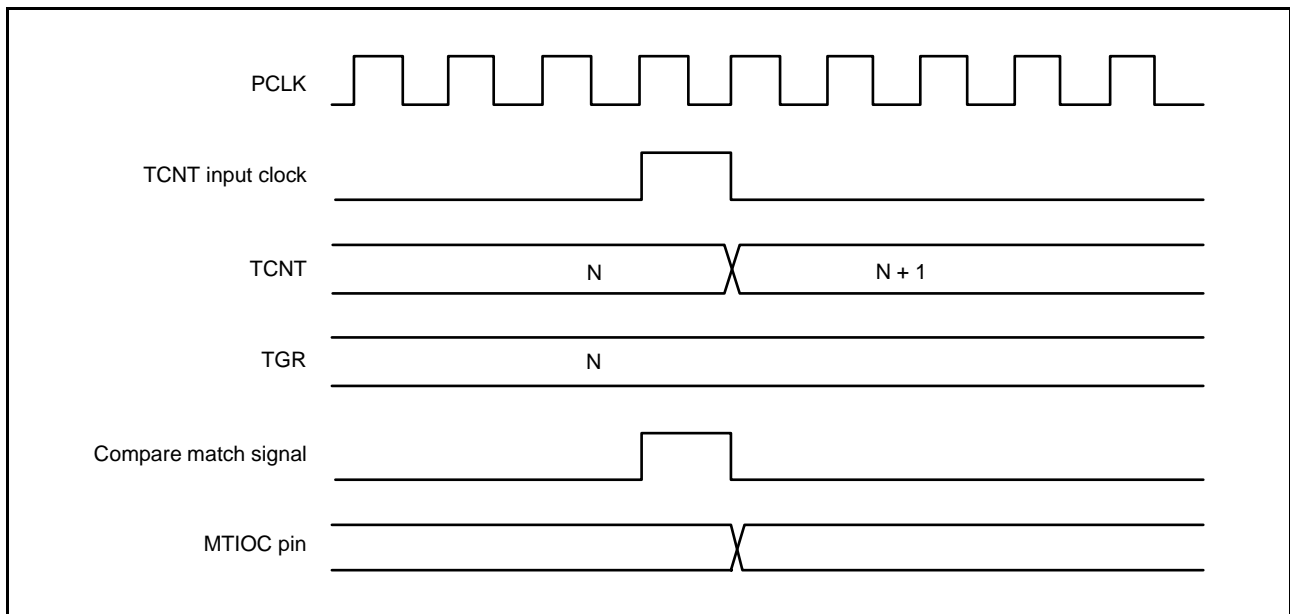 PCLK
TCNT input clock
TCNT
N
N + 1
TGR
N
Compare match signal
MTIOC pin